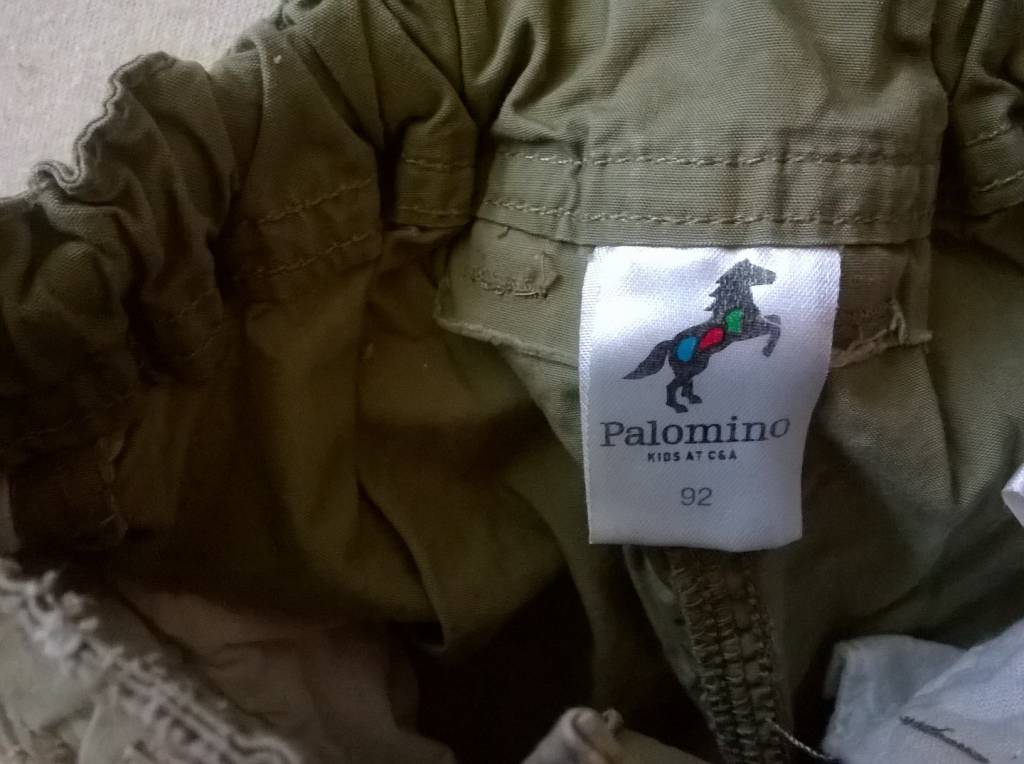 Palomino
KIDS AT C&A
92